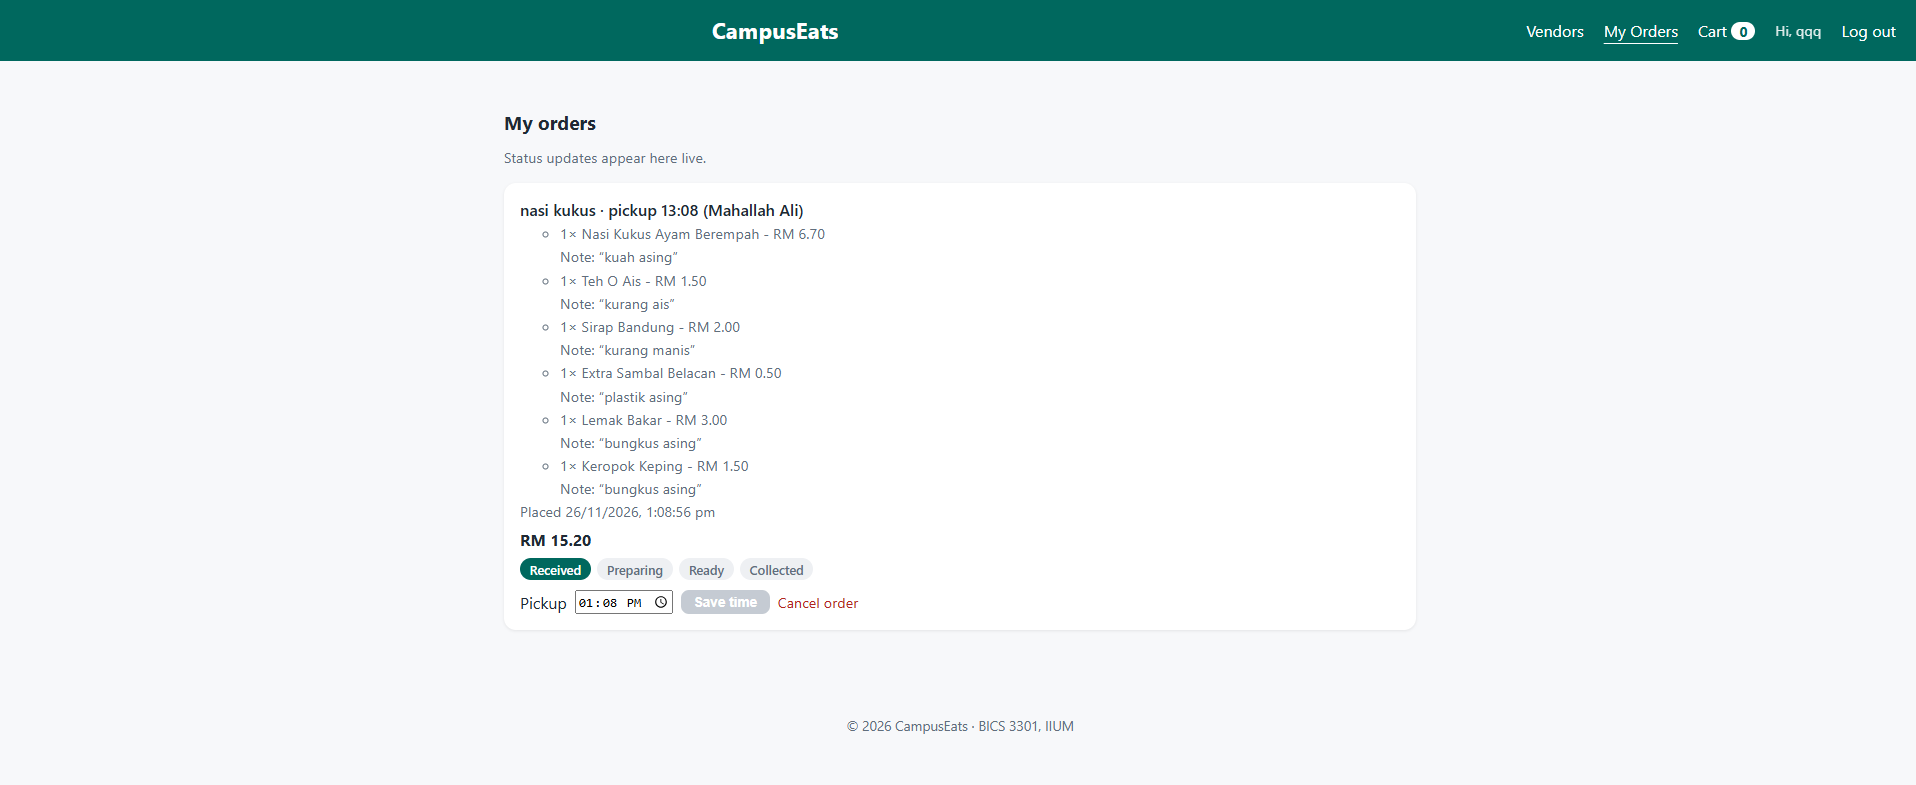 CampusEats
Vendors My Orders Cart 0 Hi, qqq Log out
My orders
Status updates appear here live.
nasi kukus · pickup 13:08 (Mahallah Ali)
1× Nasi Kukus Ayam Berempah - RM 6.70
Note: “kuah asing”
1× Teh O Ais - RM 1.50
Note: “kurang ais”
1× Sirap Bandung - RM 2.00
Note: “kurang manis”
1× Extra Sambal Belacan - RM 0.50
Note: “plastik asing”
1× Lemak Bakar - RM 3.00
Note: “bungkus asing”
1× Keropok Keping - RM 1.50
Note: “bungkus asing”
Placed 26/11/2026, 1:08:56 pm
RM 15.20
Received Preparing Ready Collected
Pickup 01:08 PM Save time Cancel order
© 2026 CampusEats · BICS 3301, IIUM